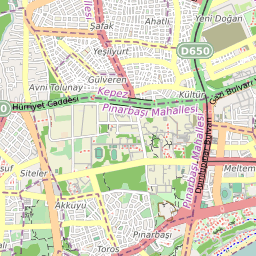 Şafak
Ahatlı
Yeni Doğan
Yeşilyurt
D650
Gülveren
Avni Tolunay
Kepez
Kültür
Gazi Bulvarı
Hürriyet Caddesi
Pınarbaşı Mahallesi
Pınarbaşı Mahallesi
Dumlupınar Bulvarı
Meltem
Siteler
Akkuyu
Pınarbaşı
Toros